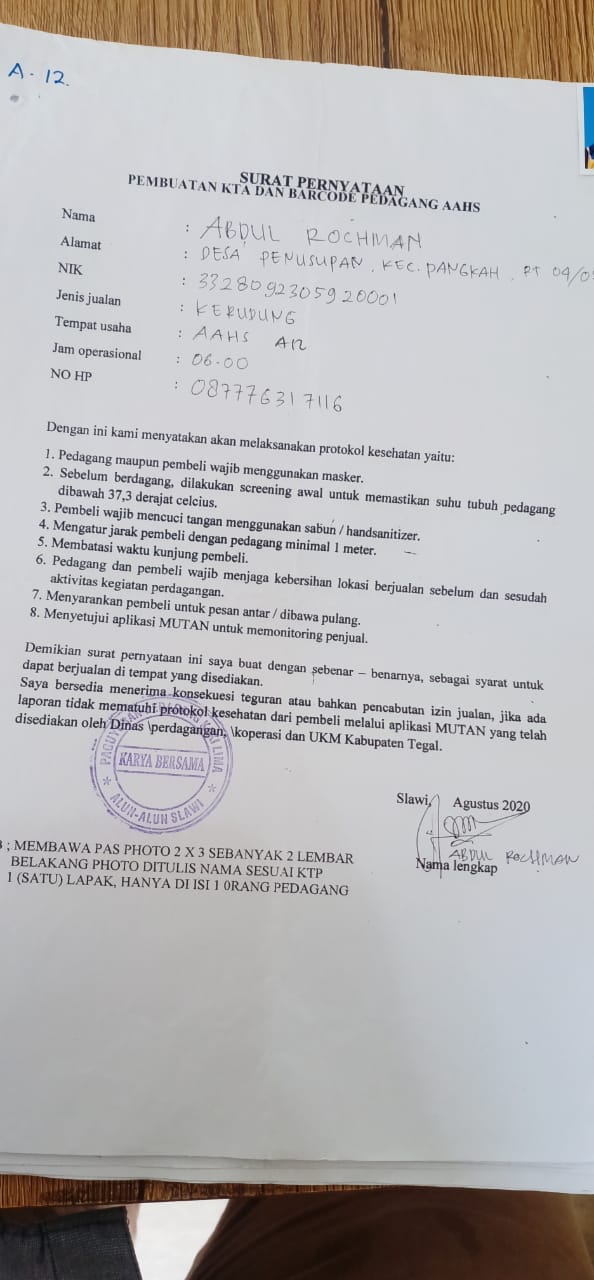 A - 12.
SURAT PERNYATAAN
PEMBUATAN KTA DAN BARCODE PEDAGANG AAHS
Nama : ABDUL ROCHMAN
Alamat : DESA PENUSUPAN, KEC. PANGKAH, RT 04/0
NIK : 3328092305920001
Jenis jualan : KERUDUNG
Tempat usaha : AAHS A12
Jam operasional : 06.00
NO HP : 087776317116
Dengan ini kami menyatakan akan melaksanakan protokol kesehatan yaitu:
1. Pedagang maupun pembeli wajib menggunakan masker.
2. Sebelum berdagang, dilakukan screening awal untuk memastikan suhu tubuh pedagang
dibawah 37,3 derajat celcius.
3. Pembeli wajib mencuci tangan menggunakan sabun / handsanitizer.
4. Mengatur jarak pembeli dengan pedagang minimal 1 meter.
5. Membatasi waktu kunjung pembeli.
6. Pedagang dan pembeli wajib menjaga kebersihan lokasi berjualan sebelum dan sesudah
aktivitas kegiatan perdagangan.
7. Menyarankan pembeli untuk pesan antar / dibawa pulang.
8. Menyetujui aplikasi MUTAN untuk memonitoring penjual.
Demikian surat pernyataan ini saya buat dengan sebenar – benarnya, sebagai syarat untuk
dapat berjualan di tempat yang disediakan.
Saya bersedia menerima konsekuesi teguran atau bahkan pencabutan izin jualan, jika ada
laporan tidak mematuhi protokol kesehatan dari pembeli melalui aplikasi MUTAN yang telah
disediakan oleh Dinas \perdagangan, \koperasi dan UKM Kabupaten Tegal.
KARYA BERSAMA
ALUN-ALUN SLAWI
Slawi, Agustus 2020
ABDUL ROCHMAN
Nama lengkap
; MEMBAWA PAS PHOTO 2 X 3 SEBANYAK 2 LEMBAR
BELAKANG PHOTO DITULIS NAMA SESUAI KTP
1 (SATU) LAPAK, HANYA DI ISI 1 0RANG PEDAGANG